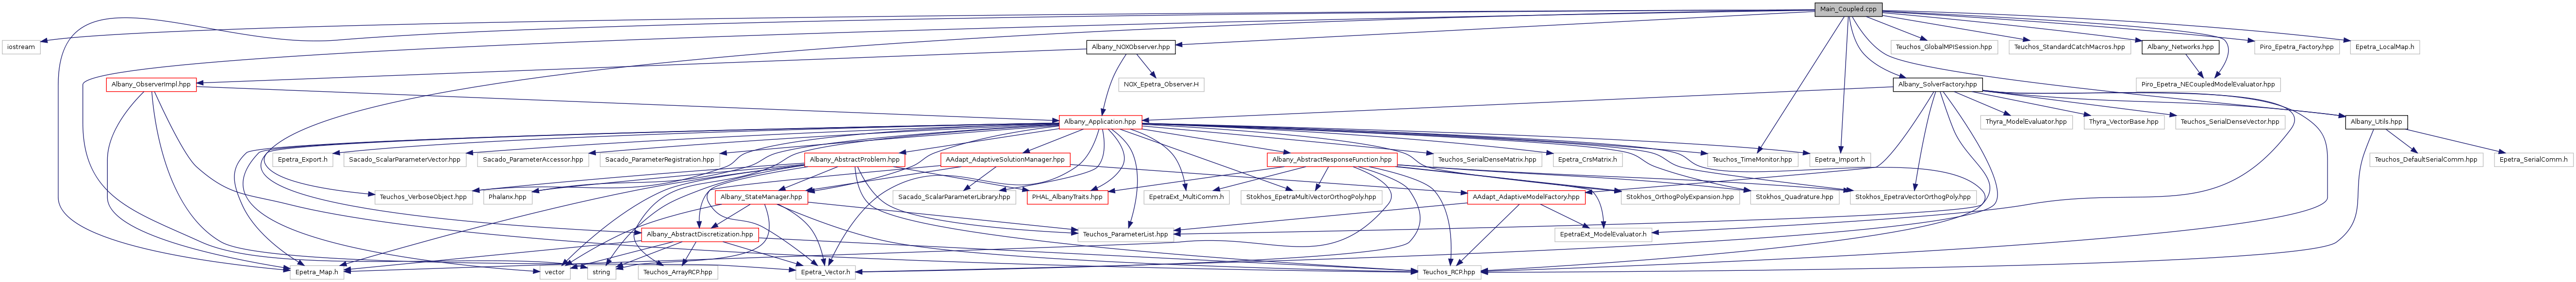 Main_Coupled.cpp
iostream
Albany_NOXObserver.hpp
Teuchos_GlobalMPISession.hpp
Teuchos_StandardCatchMacros.hpp
Albany_Networks.hpp
Piro_Epetra_Factory.hpp
Epetra_LocalMap.h
Albany_ObserverImpl.hpp
NOX_Epetra_Observer.H
Albany_SolverFactory.hpp
Piro_Epetra_NECoupledModelEvaluator.hpp
Albany_Application.hpp
Thyra_ModelEvaluator.hpp
Thyra_VectorBase.hpp
Teuchos_SerialDenseVector.hpp
Albany_Utils.hpp
Epetra_Export.h
Sacado_ScalarParameterVector.hpp
Sacado_ParameterAccessor.hpp
Sacado_ParameterRegistration.hpp
Albany_AbstractProblem.hpp
AAdapt_AdaptiveSolutionManager.hpp
Albany_AbstractResponseFunction.hpp
Teuchos_SerialDenseMatrix.hpp
Epetra_CrsMatrix.h
Teuchos_TimeMonitor.hpp
Epetra_Import.h
Teuchos_DefaultSerialComm.hpp
Epetra_SerialComm.h
Teuchos_VerboseObject.hpp
Phalanx.hpp
Albany_StateManager.hpp
Sacado_ScalarParameterLibrary.hpp
PHAL_AlbanyTraits.hpp
EpetraExt_MultiComm.h
Stokhos_EpetraMultiVectorOrthogPoly.hpp
AAdapt_AdaptiveModelFactory.hpp
Stokhos_OrthogPolyExpansion.hpp
Stokhos_Quadrature.hpp
Stokhos_EpetraVectorOrthogPoly.hpp
Albany_AbstractDiscretization.hpp
Teuchos_ParameterList.hpp
EpetraExt_ModelEvaluator.h
Epetra_Map.h
vector
string
Teuchos_ArrayRCP.hpp
Epetra_Vector.h
Teuchos_RCP.hpp